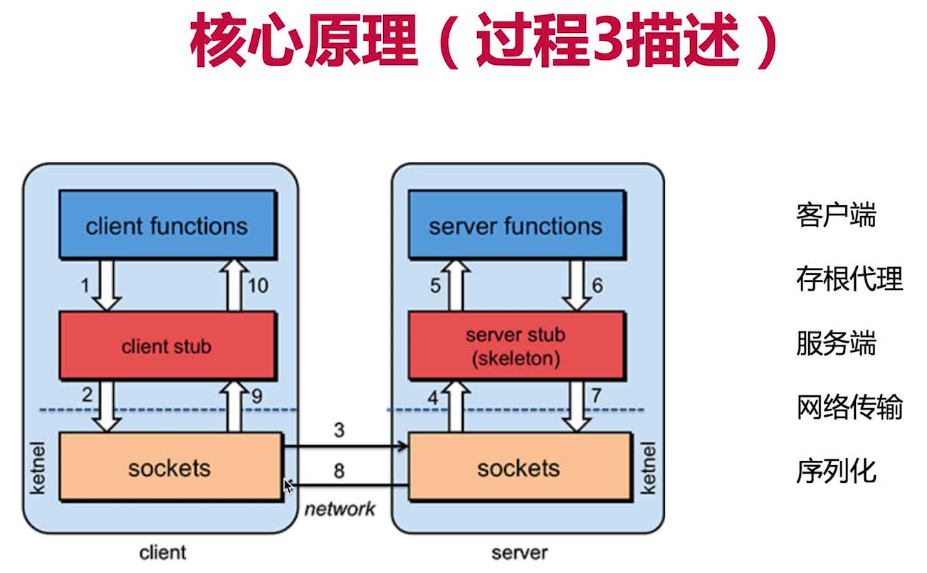 核心原理（过程3描述）
client functions
server functions
1
10
5
6
client stub
server stub
(skeleton)
2
9
4
7
ketnel
sockets
3
8
network
sockets
ketnel
client
server
客户端
存根代理
服务端
网络传输
序列化